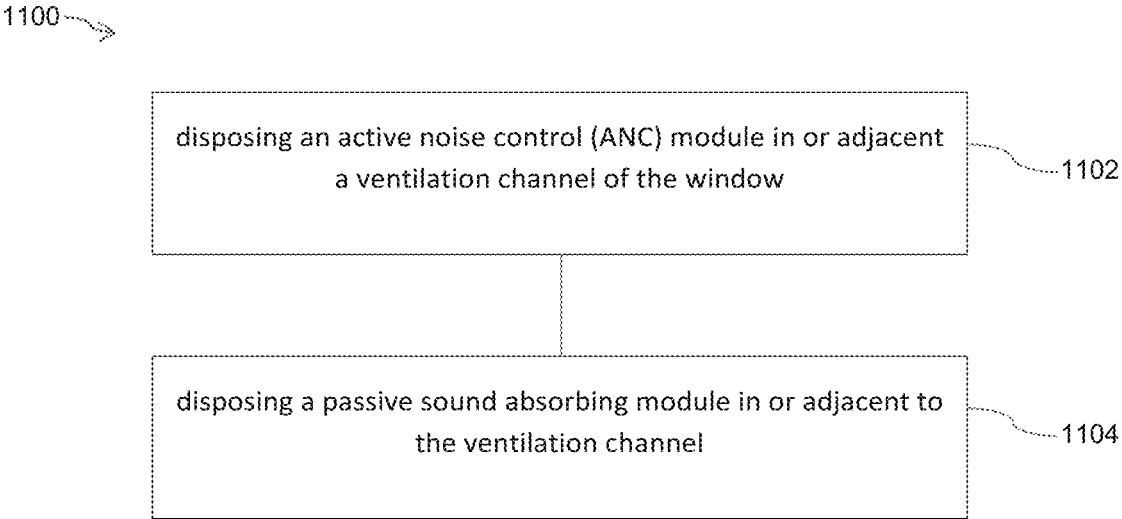 1100
disposing an active noise control (ANC) module in or adjacent
a ventilation channel of the window
1102
disposing a passive sound absorbing module in or adjacent to
the ventilation channel
1104